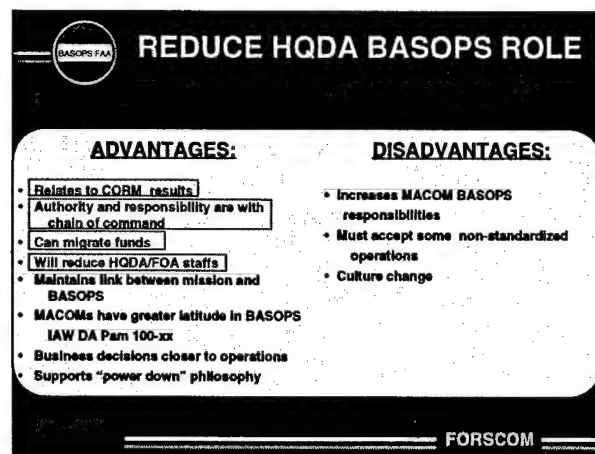 BASOPS FAA
REDUCE HQDA BASOPS ROLE
ADVANTAGES:
• Relates to CORM results
• Authority and responsibility are with
chain of command
• Can migrate funds
• Will reduce HQDA/FOA staffs
• Maintains link between mission and
BASOPS
• MACOMs have greater latitude in BASOPS
IAW DA Pam 100-xx
• Business decisions closer to operations
• Supports "power down" philosophy
DISADVANTAGES:
• Increases MACOM BASOPS
responsibilities
• Must accept some non-standardized
operations
• Culture change
FORSCOM